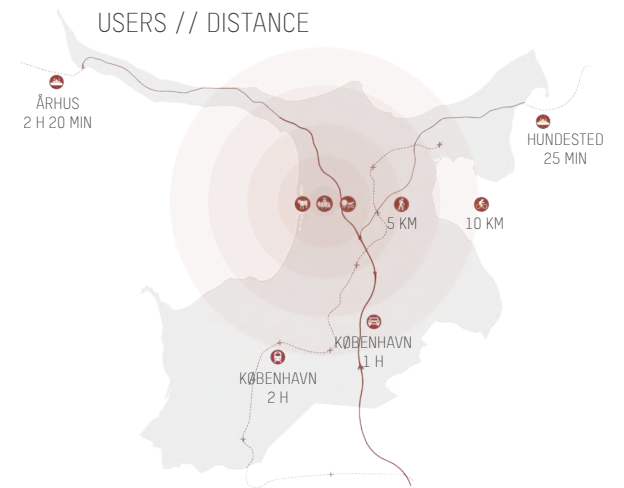 USERS // DISTANCE
ÅRHUS
2 H 20 MIN
HUNDESTED
25 MIN
5 KM
10 KM
KØBENHAVN
1 H
KØBENHAVN
2 H